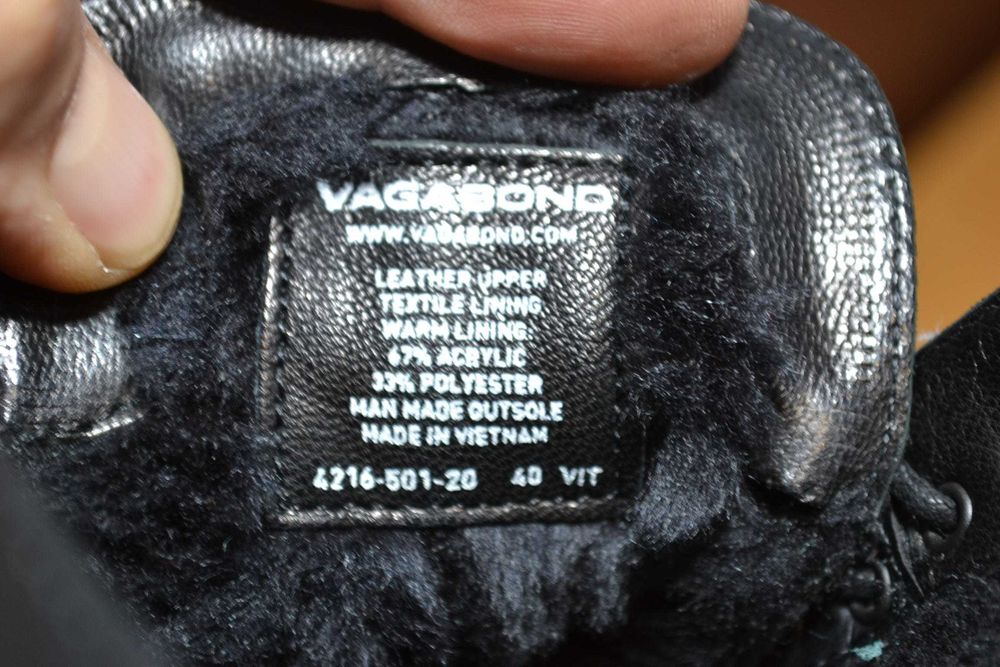 VAGABOND
WWW.VAGABOND.COM
LEATHER UPPER
TEXTILE LINING
WARM LINING:
67% ACRYLIC
33% POLYESTER
MAN MADE OUTSOLE
MADE IN VIETNAM
4216-501-20 40 VIT